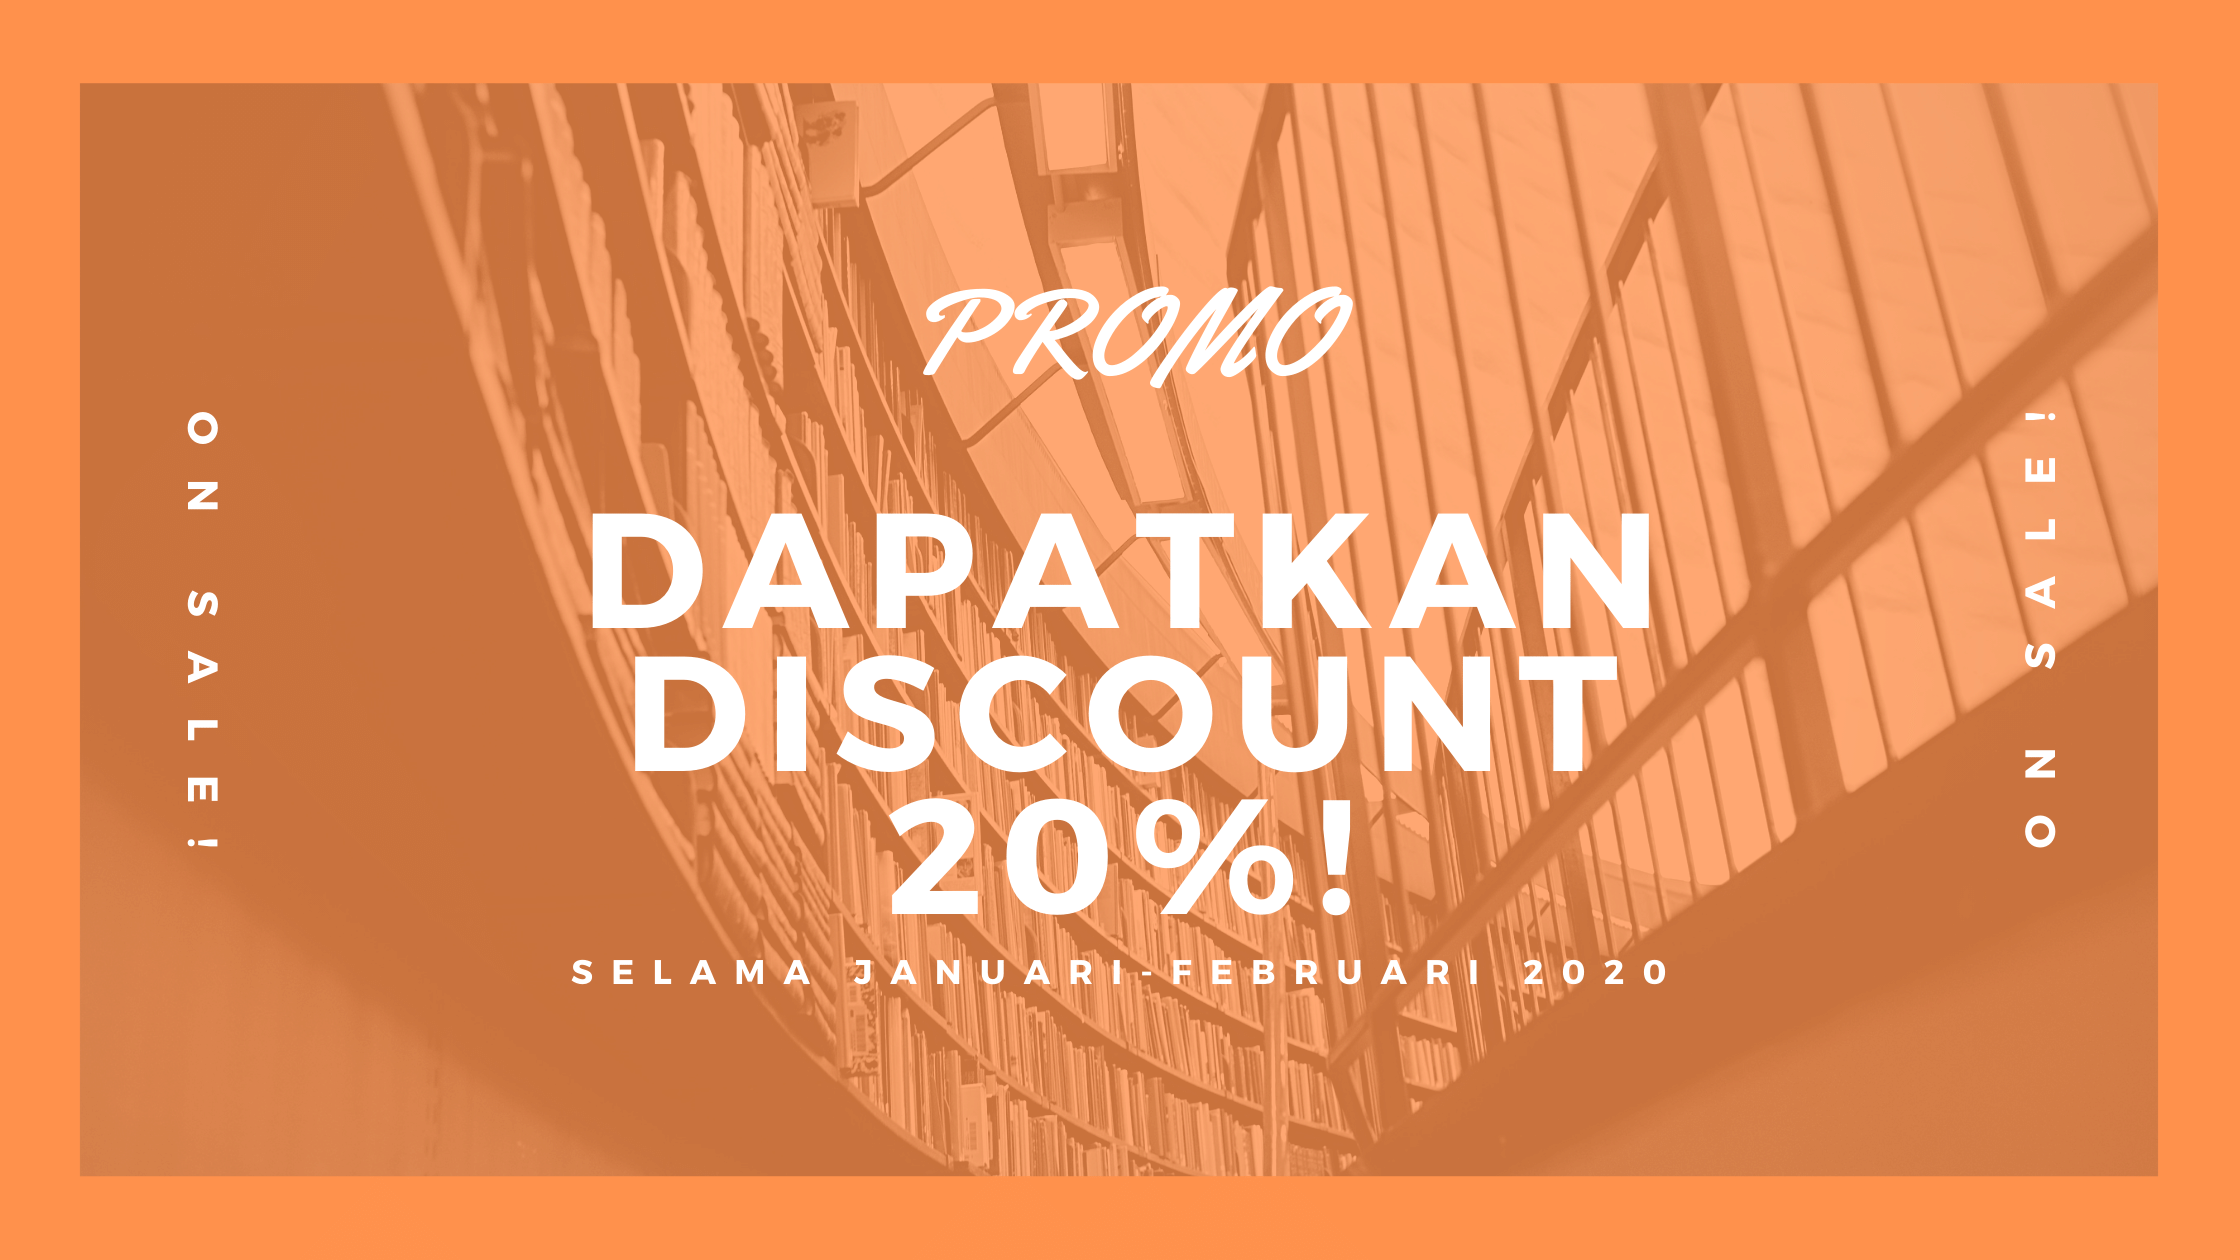 PROMO
ON SALE!
DAPATKAN
DISCOUNT
20%!
SELAMA JANUARI-FEBRUARI 2020
ON SALE!